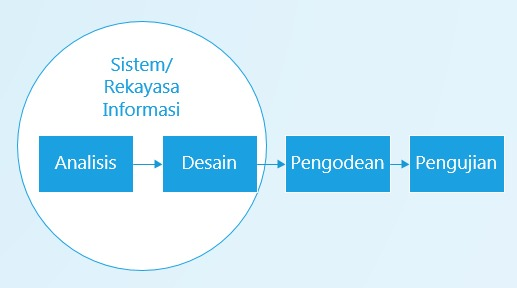 Sistem/
Rekayasa
Informasi
Analisis
Desain
Pengodean
Pengujian